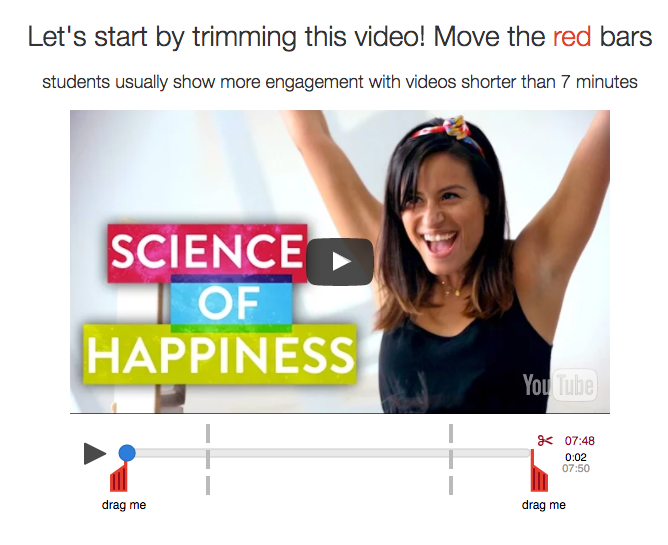 Let's start by trimming this video! Move the red bars
students usually show more engagement with videos shorter than 7 minutes
SCIENCE
OF
HAPPINESS
YouTube
07:48
0:02
07:50
drag me
drag me